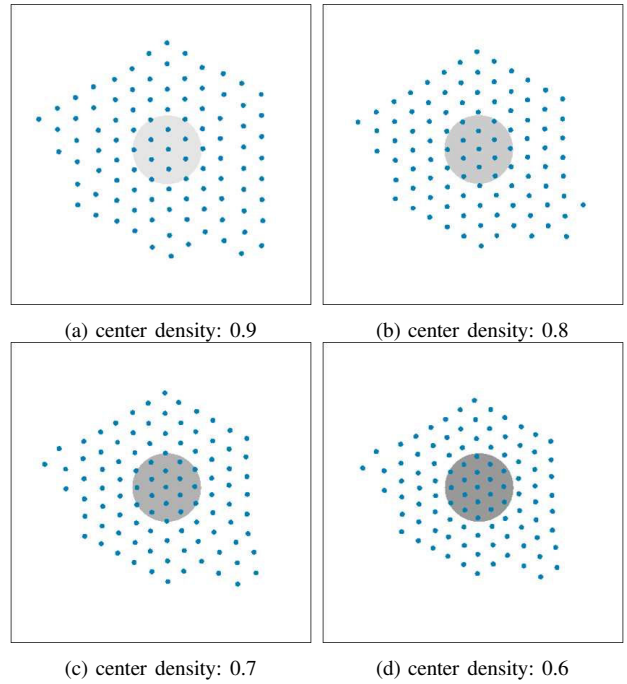 (a) center density: 0.9
(b) center density: 0.8
(c) center density: 0.7
(d) center density: 0.6